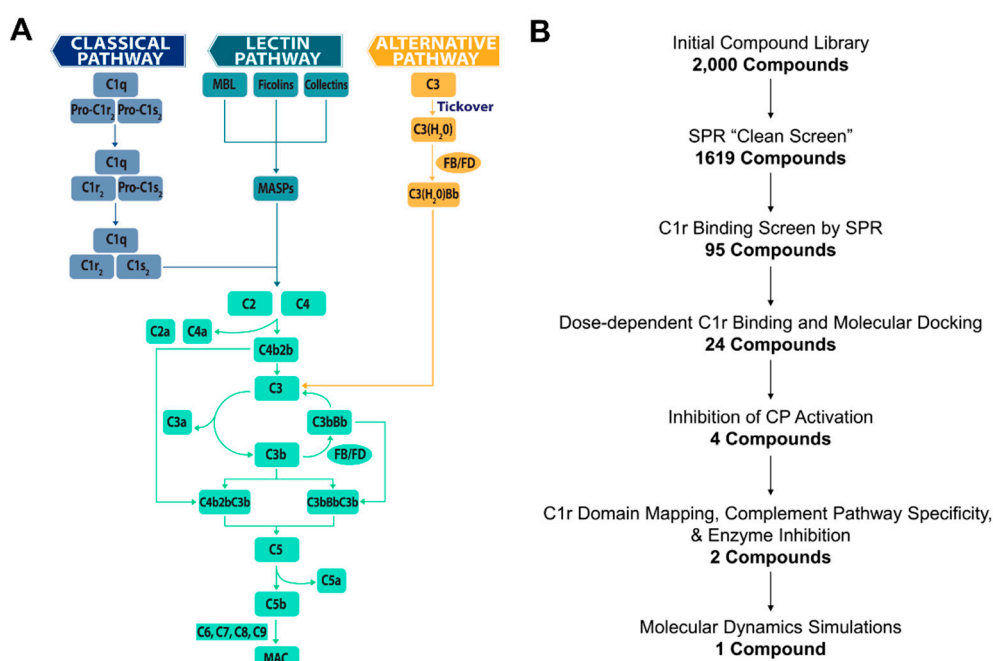 A
CLASSICAL
PATHWAY
LECTIN
PATHWAY
ALTERNATIVE
PATHWAY
C1q
Pro-C1r₂ Pro-C1s₂
C1q
C1r₂ Pro-C1s₂
C1q
C1r₂ C1s₂
MBL Ficolins Collectins
MASPs
C3
Tickover
C3(H₂0)
FB/FD
C3(H₂0)Bb
C2 C4
C2a C4a
C4b2b
C3
C3a
C3bBb
C3b
FB/FD
C4b2bC3b C3bBbC3b
C5
C5a
C5b
C6, C7, C8, C9
MAC
B
Initial Compound Library
2,000 Compounds
SPR “Clean Screen”
1619 Compounds
C1r Binding Screen by SPR
95 Compounds
Dose-dependent C1r Binding and Molecular Docking
24 Compounds
Inhibition of CP Activation
4 Compounds
C1r Domain Mapping, Complement Pathway Specificity,
& Enzyme Inhibition
2 Compounds
Molecular Dynamics Simulations
1 Compound